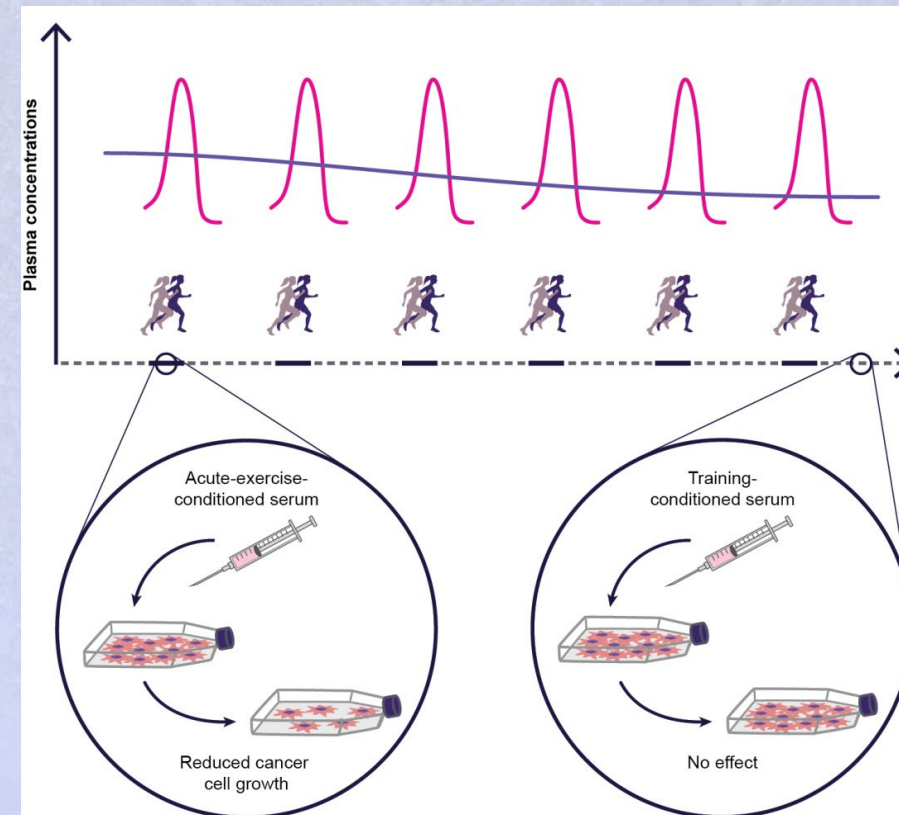 Plasma concentrations
Acute-exercise-
conditioned serum
Reduced cancer
cell growth
Training-
conditioned serum
No effect